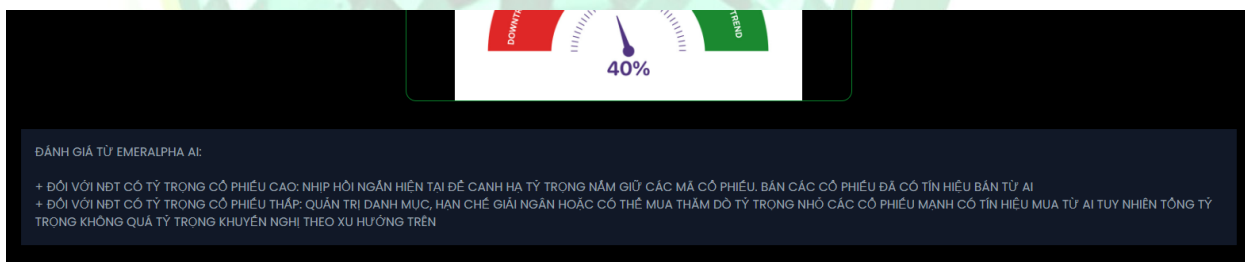 DOWNTR
TREND
40%
ĐÁNH GIÁ TỪ EMERALPHA AI:
+ ĐỐI VỚI NĐT CÓ TỶ TRỌNG CỔ PHIẾU CAO: NHỊP HỒI NGẮN HIỆN TẠI ĐỂ CANH HẠ TỶ TRỌNG NẮM GIỮ CÁC MÃ CỔ PHIẾU. BÁN CÁC CỔ PHIẾU ĐÃ CÓ TÍN HIỆU BÁN TỪ AI
+ ĐỐI VỚI NĐT CÓ TỶ TRỌNG CỔ PHIẾU THẤP: QUẢN TRỊ DANH MỤC, HẠN CHẾ GIẢI NGÂN HOẶC CÓ THỂ MUA THĂM DÒ TỶ TRỌNG NHỎ CÁC CỔ PHIẾU MẠNH CÓ TÍN HIỆU MUA TỪ AI TUY NHIÊN TỔNG TỶ
TRỌNG KHÔNG QUÁ TỶ TRỌNG KHUYẾN NGHỊ THEO XU HƯỚNG TRÊN